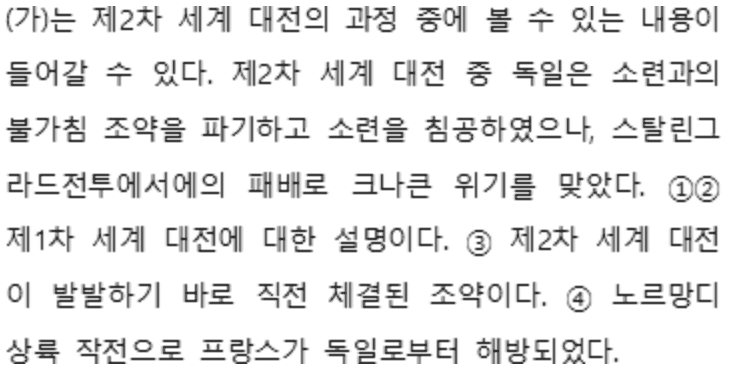 (가)는 제2차 세계 대전의 과정 중에 볼 수 있는 내용이
들어갈 수 있다. 제2차 세계 대전 중 독일은 소련과의
불가침 조약을 파기하고 소련을 침공하였으나, 스탈린그
라드전투에서에의 패배로 크나큰 위기를 맞았다. ①②
제1차 세계 대전에 대한 설명이다. ③ 제2차 세계 대전
이 발발하기 바로 직전 체결된 조약이다. ④ 노르망디
상륙 작전으로 프랑스가 독일로부터 해방되었다.